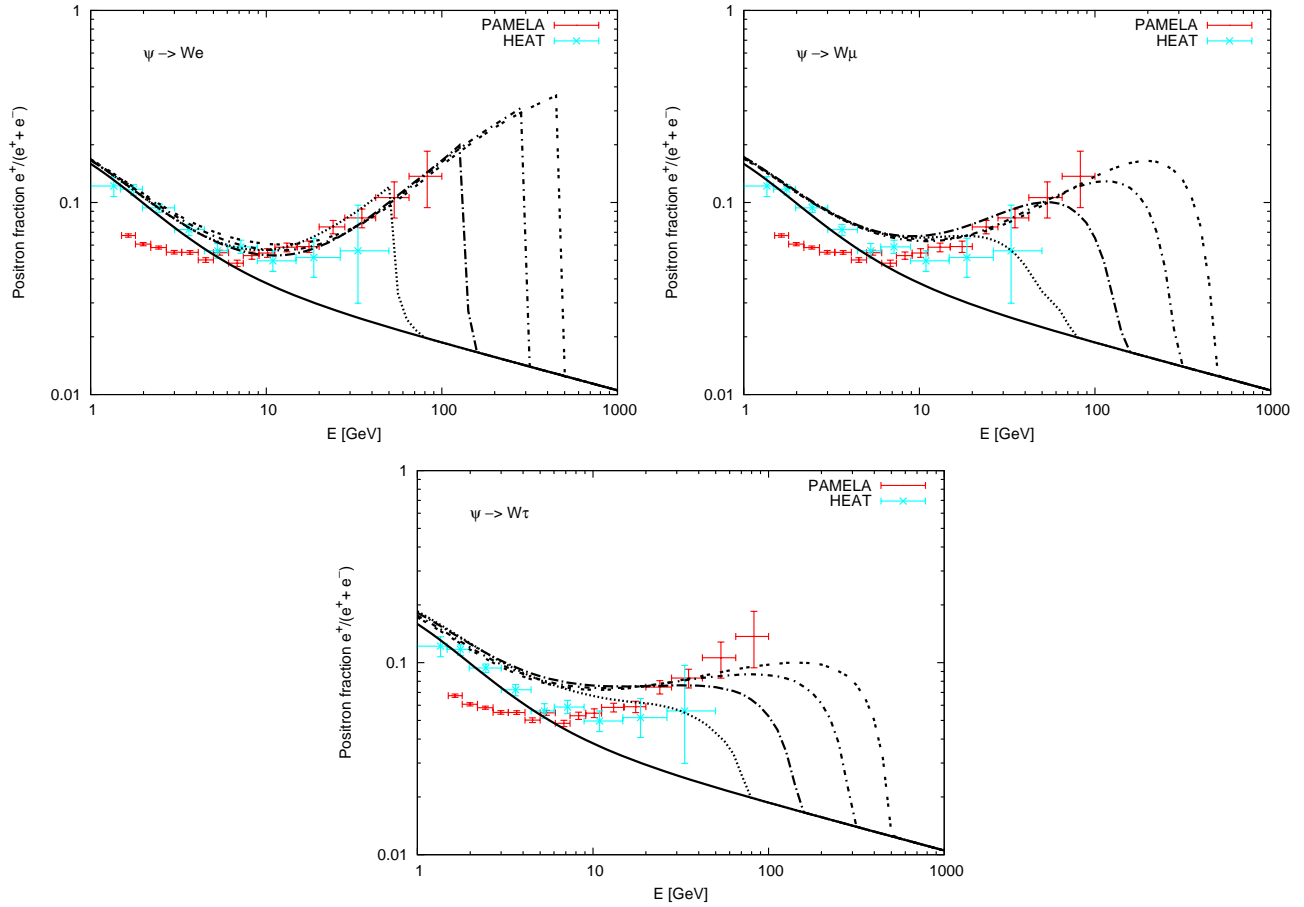 1
0.1
0.01
Positron fraction e⁺/(e⁺ + e⁻)
1 10 100 1000
E [GeV]
ψ −> We
PAMELA
HEAT
1
0.1
0.01
Positron fraction e⁺/(e⁺ + e⁻)
1 10 100 1000
E [GeV]
ψ −> Wμ
PAMELA
HEAT
1
0.1
0.01
Positron fraction e⁺/(e⁺ + e⁻)
1 10 100 1000
E [GeV]
ψ −> Wτ
PAMELA
HEAT